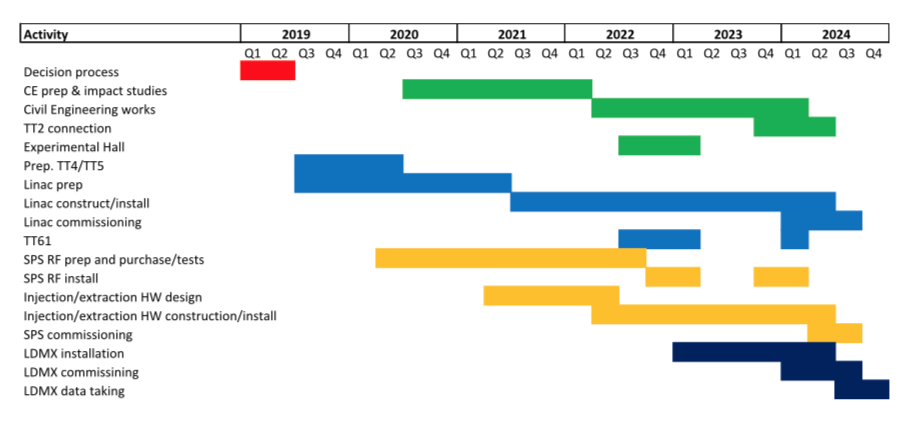 Activity 2019 2020 2021 2022 2023 2024
Q1 Q2 Q3 Q4 Q1 Q2 Q3 Q4 Q1 Q2 Q3 Q4 Q1 Q2 Q3 Q4 Q1 Q2 Q3 Q4 Q1 Q2 Q3 Q4
Decision process
CE prep & impact studies
Civil Engineering works
TT2 connection
Experimental Hall
Prep. TT4/TT5
Linac prep
Linac construct/install
Linac commissioning
TT61
SPS RF prep and purchase/tests
SPS RF install
Injection/extraction HW design
Injection/extraction HW construction/install
SPS commissioning
LDMX installation
LDMX commissining
LDMX data taking